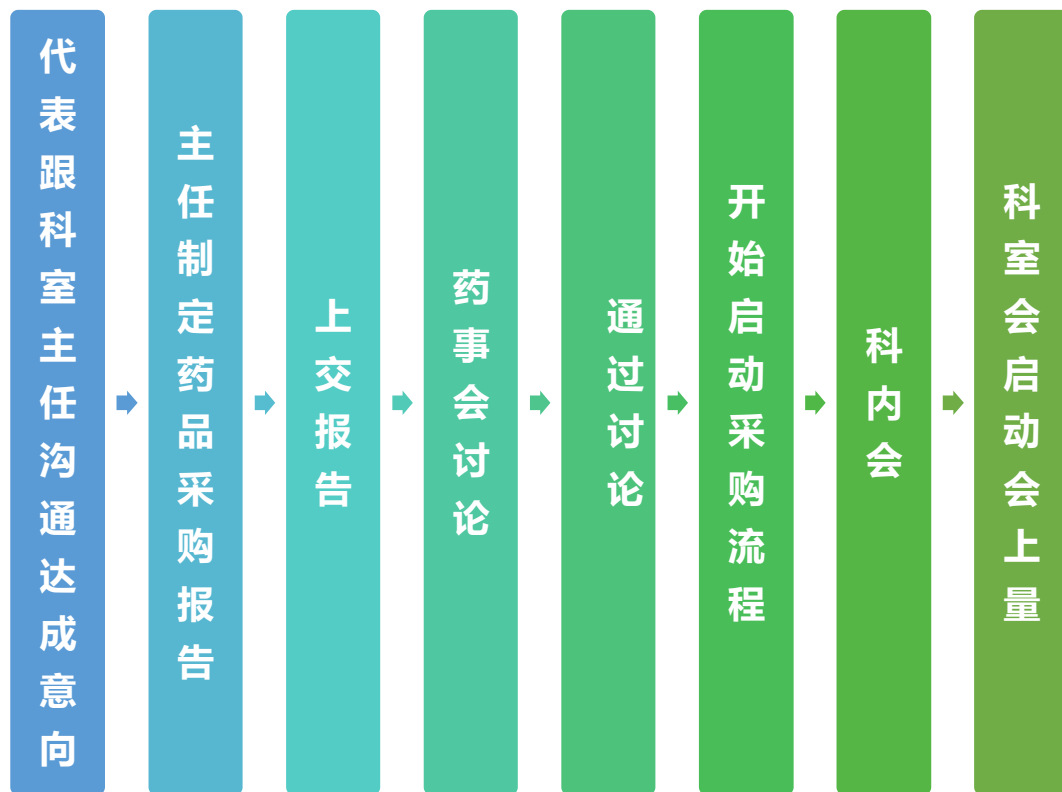 代表跟科室主任沟通达成意向
主任制定药品采购报告
上交报告
药事会讨论
通过讨论
开始启动采购流程
科内会
科室会启动会上量